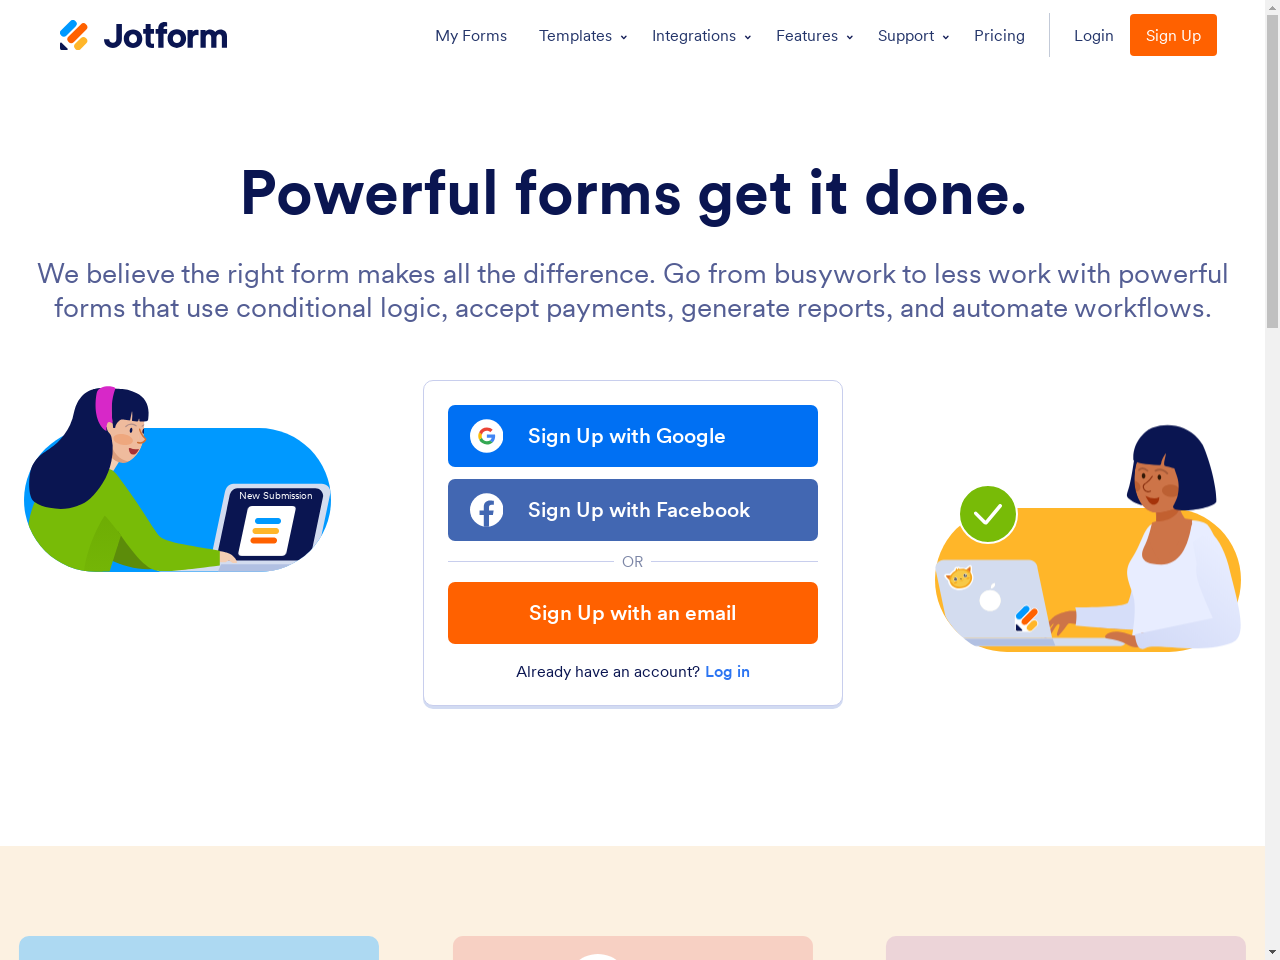 Jotform
My Forms
Templates
Integrations
Features
Support
Pricing
Login
Sign Up
Powerful forms get it done.
We believe the right form makes all the difference. Go from busywork to less work with powerful
forms that use conditional logic, accept payments, generate reports, and automate workflows.
New Submission
Sign Up with Google
Sign Up with Facebook
OR
Sign Up with an email
Already have an account? Log in